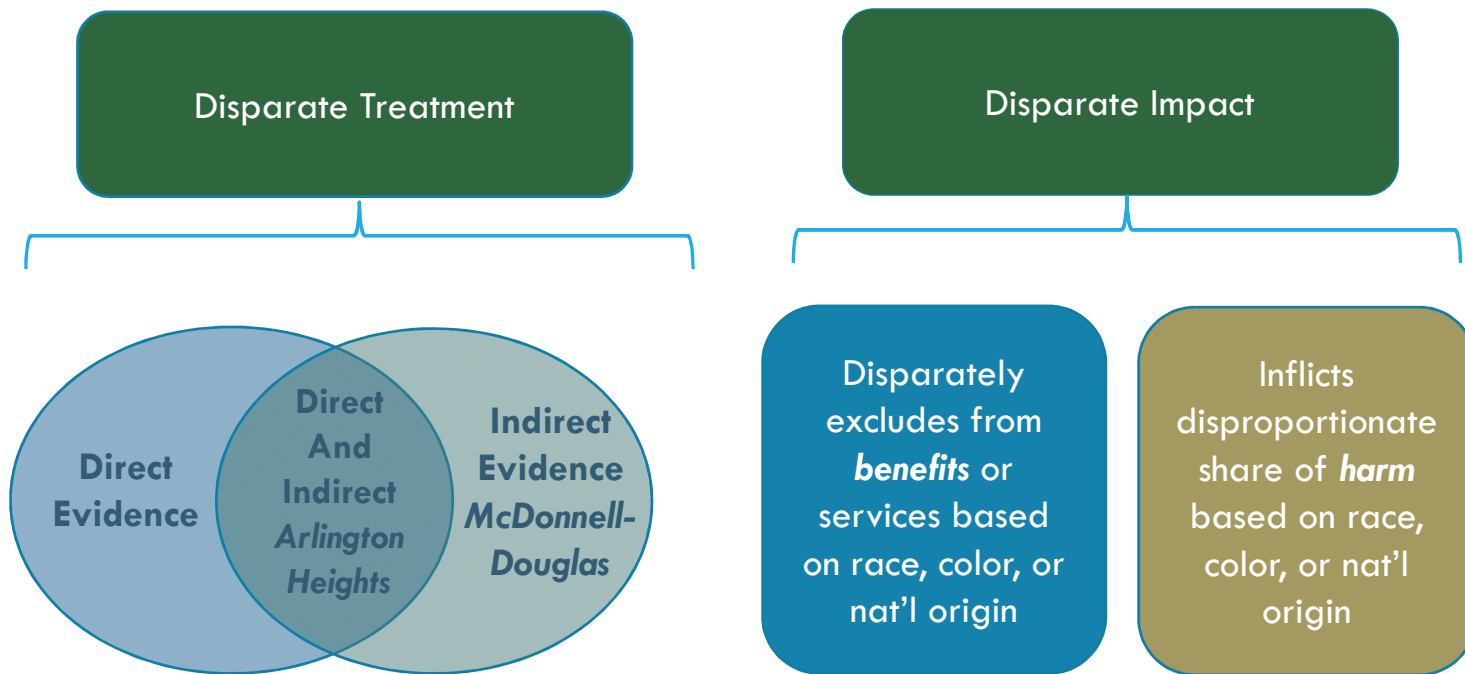 Disparate Treatment
Disparate Impact
Direct
Evidence
Direct
And
Indirect
Arlington
Heights
Indirect
Evidence
McDonnell-
Douglas
Disparately
excludes from
benefits or
services based
on race, color, or
nat'l origin
Inflicts
disproportionate
share of harm
based on race,
color, or nat'l
origin